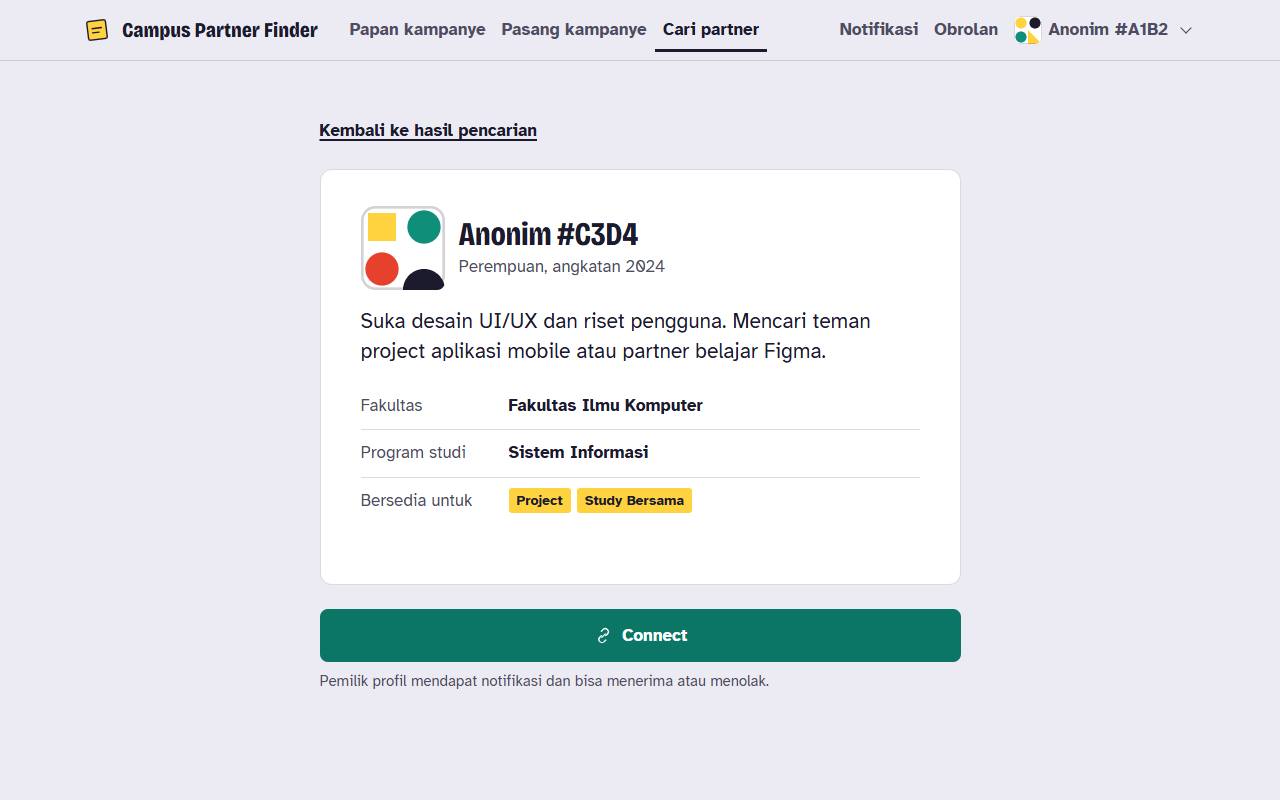 Campus Partner Finder
Papan kampanye
Pasang kampanye
Cari partner
Notifikasi
Obrolan
Anonim #A1B2
Kembali ke hasil pencarian
Anonim #C3D4
Perempuan, angkatan 2024
Suka desain UI/UX dan riset pengguna. Mencari teman
project aplikasi mobile atau partner belajar Figma.
Fakultas
Fakultas Ilmu Komputer
Program studi
Sistem Informasi
Bersedia untuk
Project
Study Bersama
Connect
Pemilik profil mendapat notifikasi dan bisa menerima atau menolak.